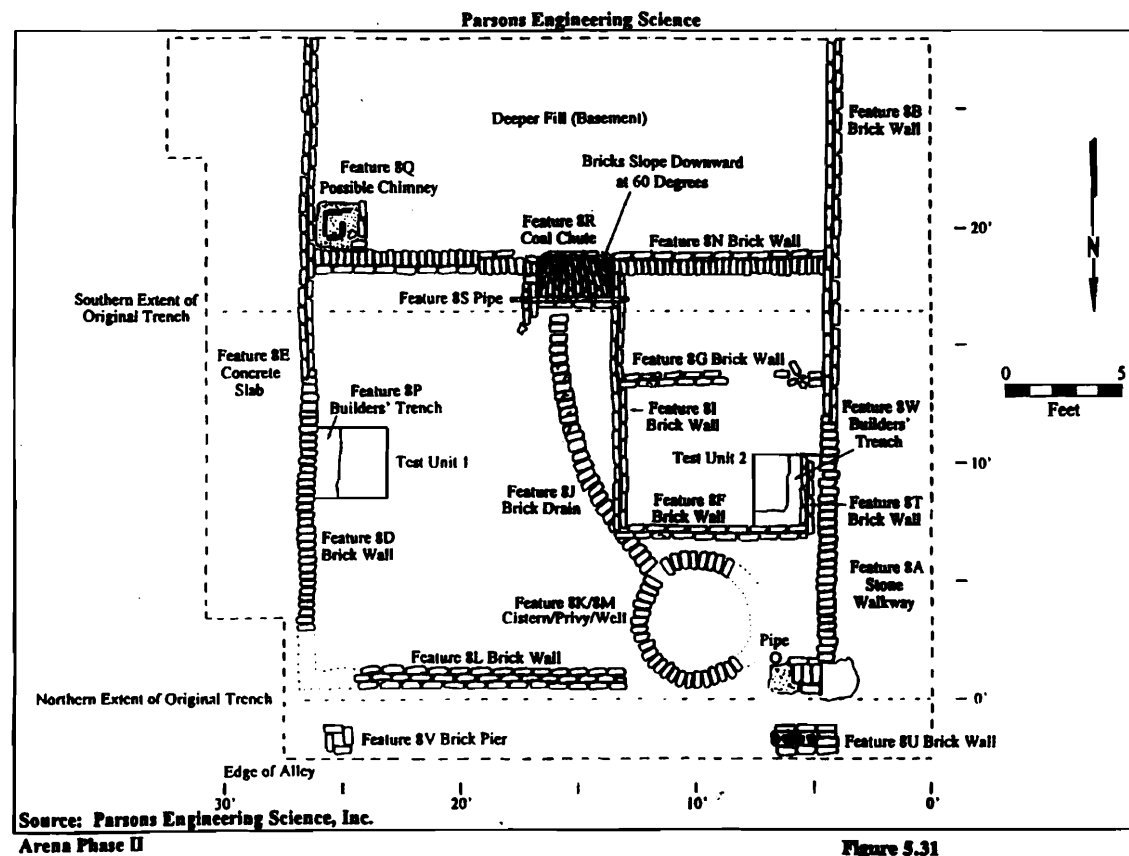 Parsons Engineering Science
Deeper Fill (Basement)
Feature 8B
Brick Wall
Feature 8Q
Possible Chimney
Bricks Slope Downward
at 60 Degrees
Feature 8R
Coal Chute
Feature 8N Brick Wall
20'
N
Feature 8S Pipe
Southern Extent of
Original Trench
Feature 8E
Concrete
Slab
Feature 8G Brick Wall
0 5
Feet
Feature 8P
Builders' Trench
Feature 8I
Brick Wall
Feature 8W
Builders'
Trench
Test Unit 1
Test Unit 2
10'
Feature 8J
Brick Drain
Feature 8F
Brick Wall
Feature 8T
Brick Wall
Feature 8D
Brick Wall
Feature 8A
Stone
Walkway
Feature 8K/8M
Cistern/Privy/Well
Pipe
Feature 8L Brick Wall
Northern Extent of Original Trench
0'
Feature 8V Brick Pier
Feature 8U Brick Wall
Edge of Alley
30' 20' 10' 0'
Source: Parsons Engineering Science, Inc.
Arena Phase II
Figure 5.31